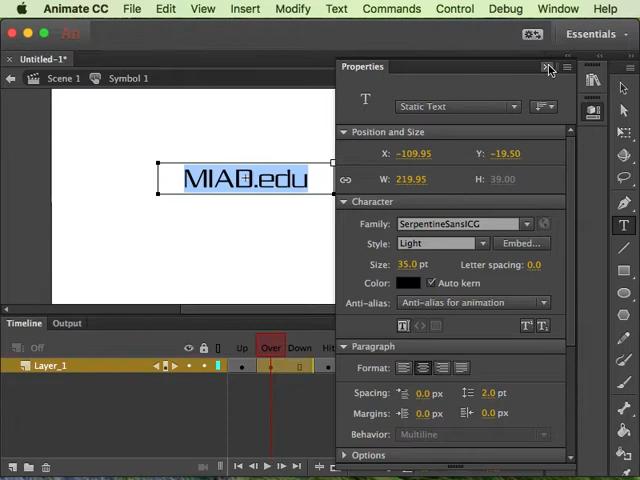 Animate CC File Edit View Insert Modify Text Commands Control Debug Window Help
An Essentials
Untitled-1*
Scene 1 Symbol 1
Properties
T Static Text
Position and Size
X: -109.95 Y: -19.50
W: 219.95 H: 39.00
Character
Family: SerpentineSansICG
Style: Light Embed...
Size: 35.0 pt Letter spacing: 0.0
Color: Auto kern
Anti-alias: Anti-alias for animation
Paragraph
Format:
Spacing: 0.0 px 2.0 pt
Margins: 0.0 px 0.0 px
Behavior: Multiline
Options
MIAD.edu
Timeline Output
Off Up Over Down Hit
Layer_1